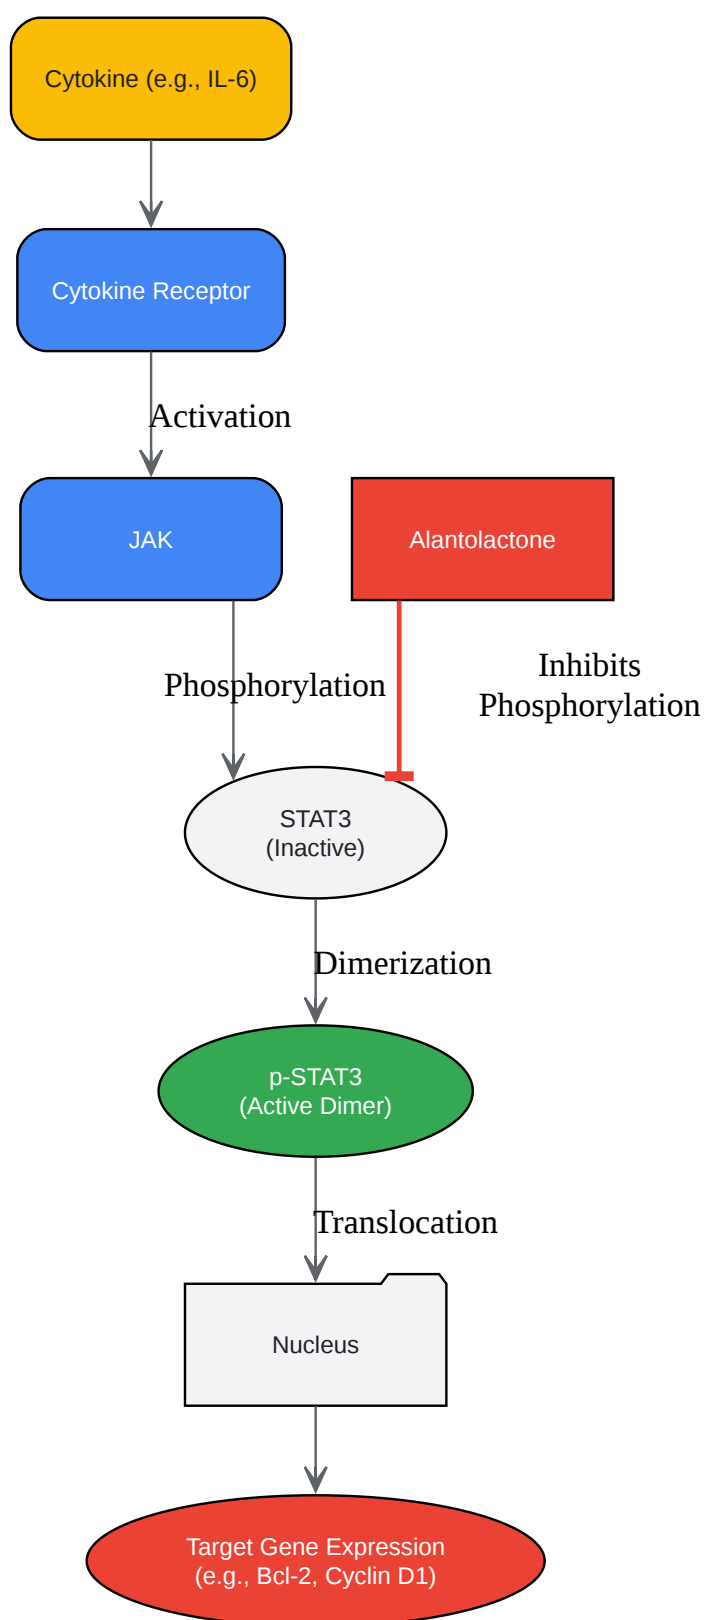 Cytokine (e.g., IL-6)
Cytokine Receptor
Activation
JAK
Alantolactone
Phosphorylation
Inhibits
Phosphorylation
STAT3
(Inactive)
Dimerization
p-STAT3
(Active Dimer)
Translocation
Nucleus
Target Gene Expression
(e.g., Bcl-2, Cyclin D1)